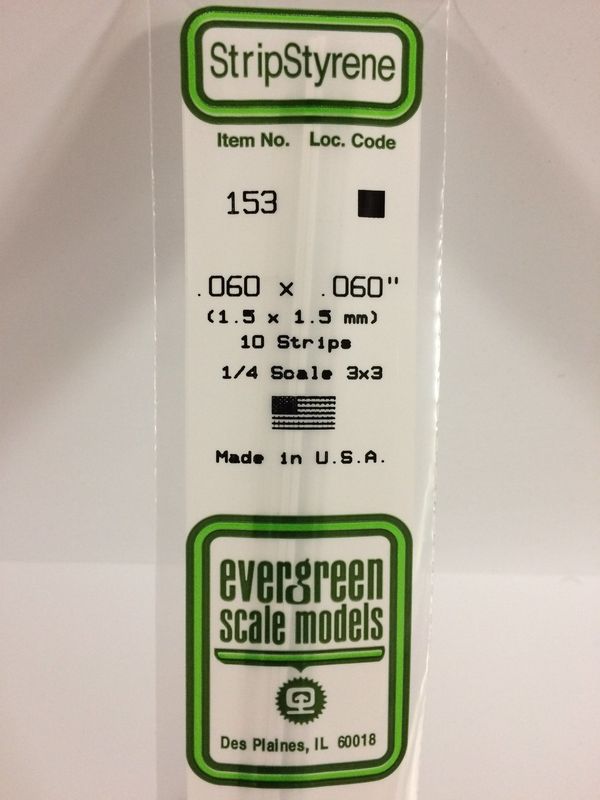 StripStyrene
Item No. Loc. Code
153
.060 x .060"
(1.5 x 1.5 mm)
10 Strips
1/4 Scale 3x3
Made in U.S.A.
evergreen
scale models
Des Plaines, IL 60018